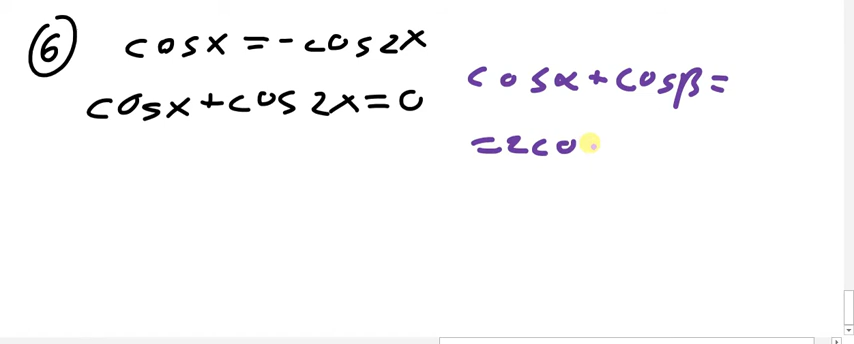 ⑥ cosx = -cos2x
cosx + cos2x = 0
cosα + cosβ =
= 2co